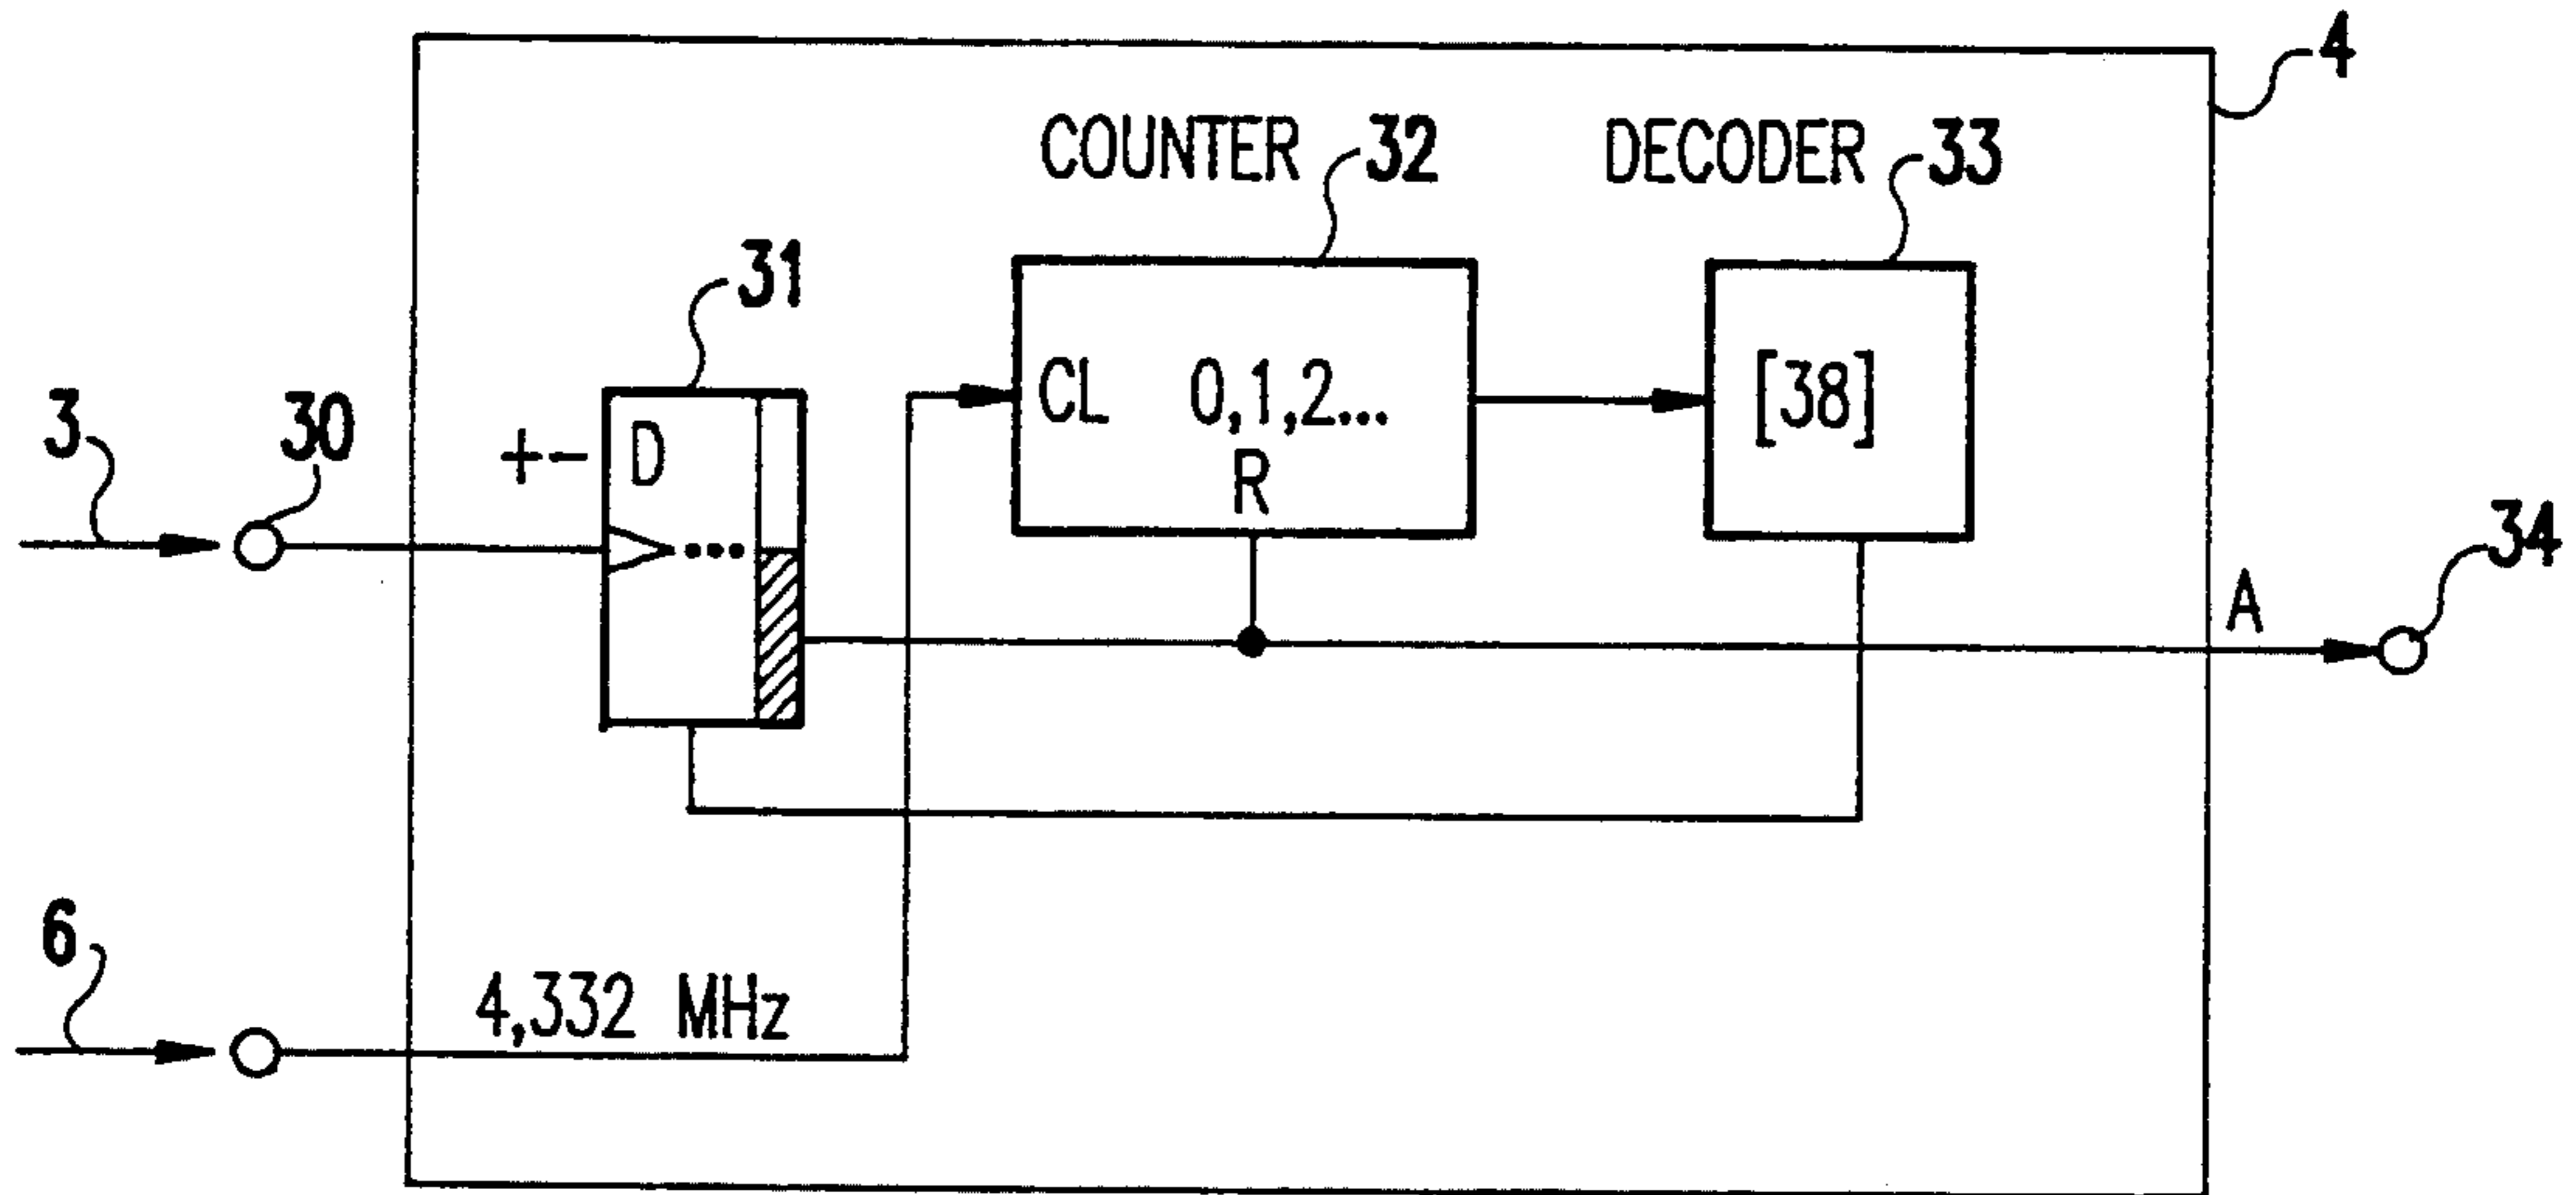 4
COUNTER 32
DECODER 33
31
CL 0,1,2...
R
[38]
3
30
+- D
34
A
6
4,332 MHz